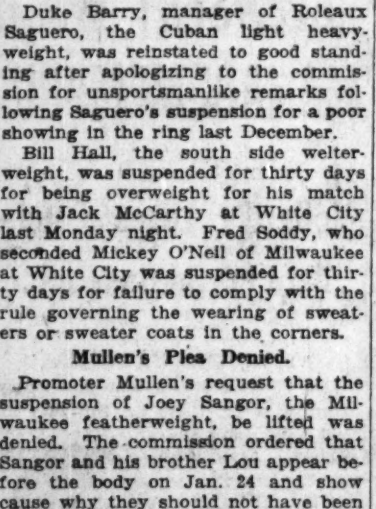 Duke Barry, manager of Roleaux
Saguero, the Cuban light heavy-
weight, was reinstated to good stand-
ing after apologizing to the commis-
sion for unsportsmanlike remarks fol-
lowing Saguero's suspension for a poor
showing in the ring last December.
Bill Hall, the south side welter-
weight, was suspended for thirty days
for being overweight for his match
with Jack McCarthy at White City
last Monday night. Fred Soddy, who
seconded Mickey O'Neil of Milwaukee
at White City was suspended for thir-
ty days for failure to comply with the
rule governing the wearing of sweat-
ers or sweater coats in the corners.
Mullen's Plea Denied.
Promoter Mullen's request that the
suspension of Joey Sangor, the Mil-
waukee featherweight, be lifted was
denied. The commission ordered that
Sangor and his brother Lou appear be-
fore the body on Jan. 24 and show
cause why they should not have been